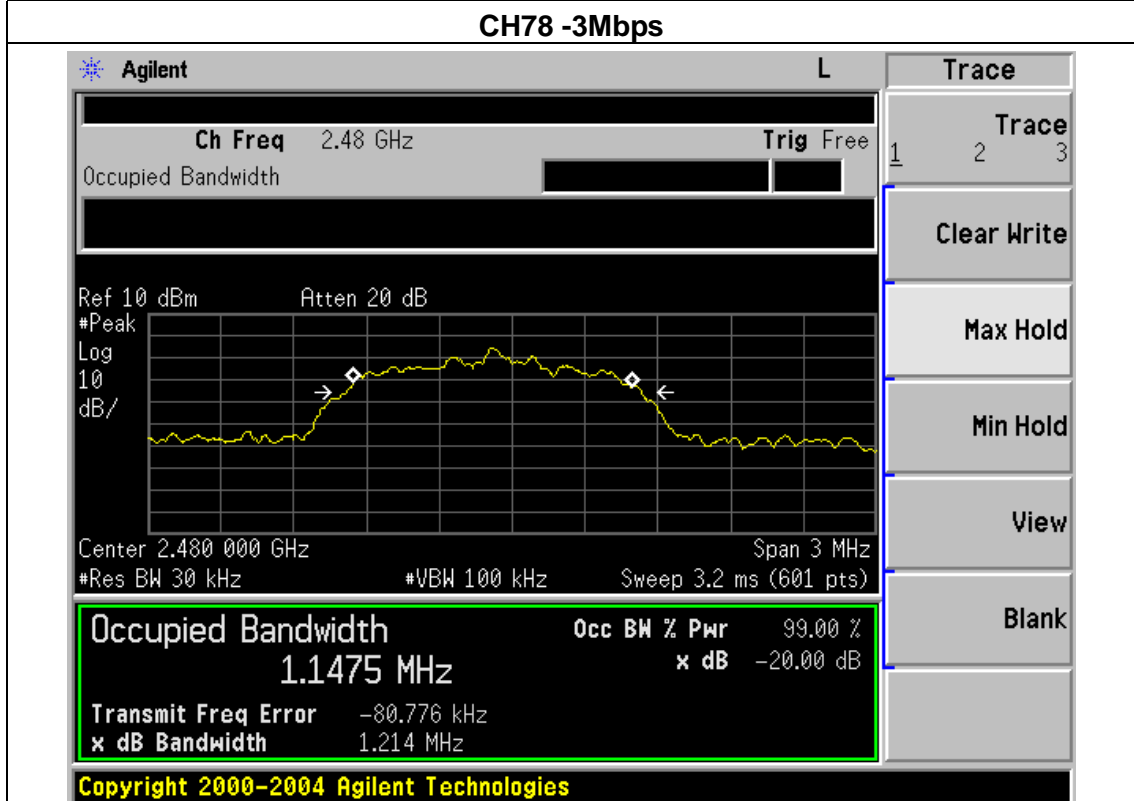 CH78 -3Mbps
Agilent L Trace
Ch Freq 2.48 GHz Trig Free
Occupied Bandwidth
Trace
1 2 3
Clear Write
Max Hold
Min Hold
View
Blank
Ref 10 dBm Atten 20 dB
#Peak
Log
10
dB/
Center 2.480 000 GHz Span 3 MHz
#Res BW 30 kHz #VBW 100 kHz Sweep 3.2 ms (601 pts)
Occupied Bandwidth Occ BW % Pwr 99.00 %
1.1475 MHz x dB -20.00 dB
Transmit Freq Error -80.776 kHz
x dB Bandwidth 1.214 MHz
Copyright 2000-2004 Agilent Technologies